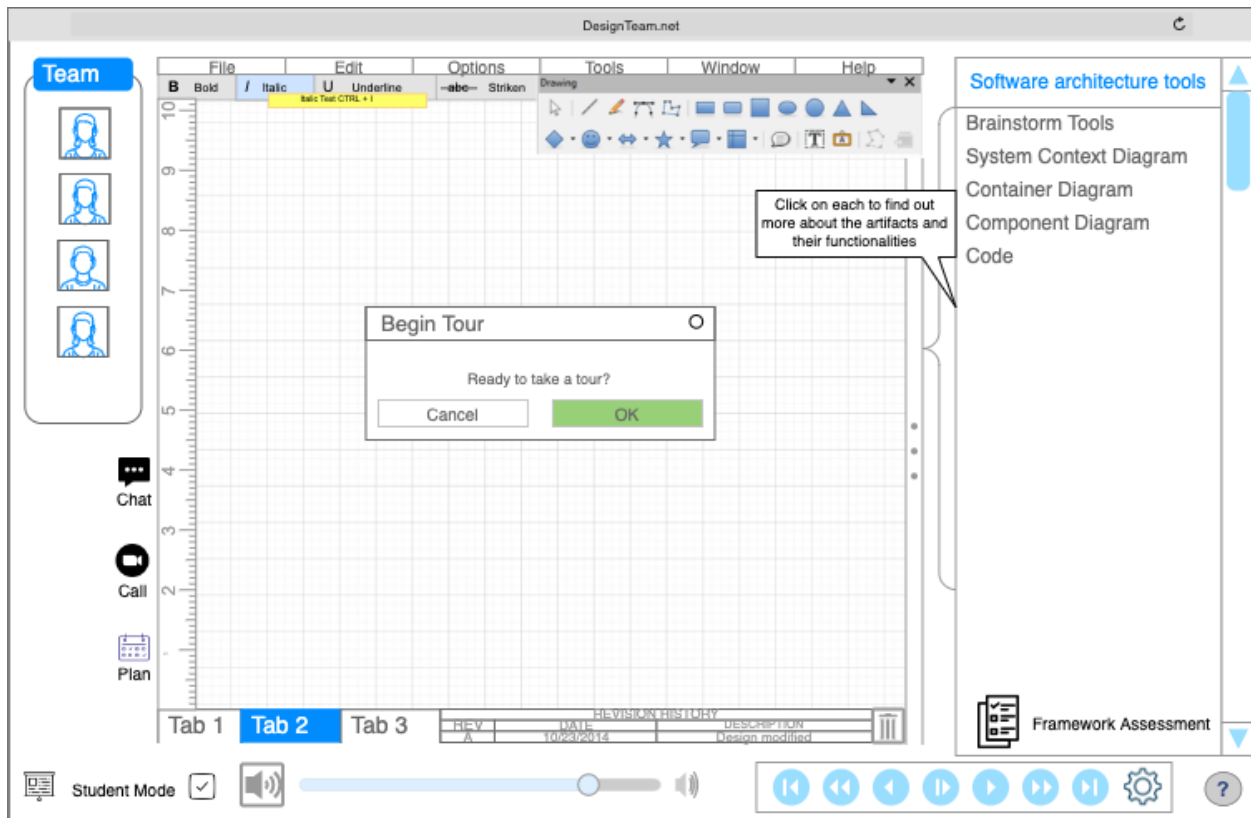 DesignTeam.net
Team
File Edit Options Tools Window Help
B Bold I Italic U Underline abc Striken
Italic Text CTRL + I
Drawing
Software architecture tools
Brainstorm Tools
System Context Diagram
Container Diagram
Component Diagram
Code
Click on each to find out
more about the artifacts and
their functionalities
10
9
8
7
6
5
4
3
2
Begin Tour
Ready to take a tour?
Cancel OK
Chat
Call
Plan
Tab 1 Tab 2 Tab 3
REVISION HISTORY
REV DATE DESCRIPTION
A 10/23/2014 Design modified
Framework Assessment
Student Mode
?